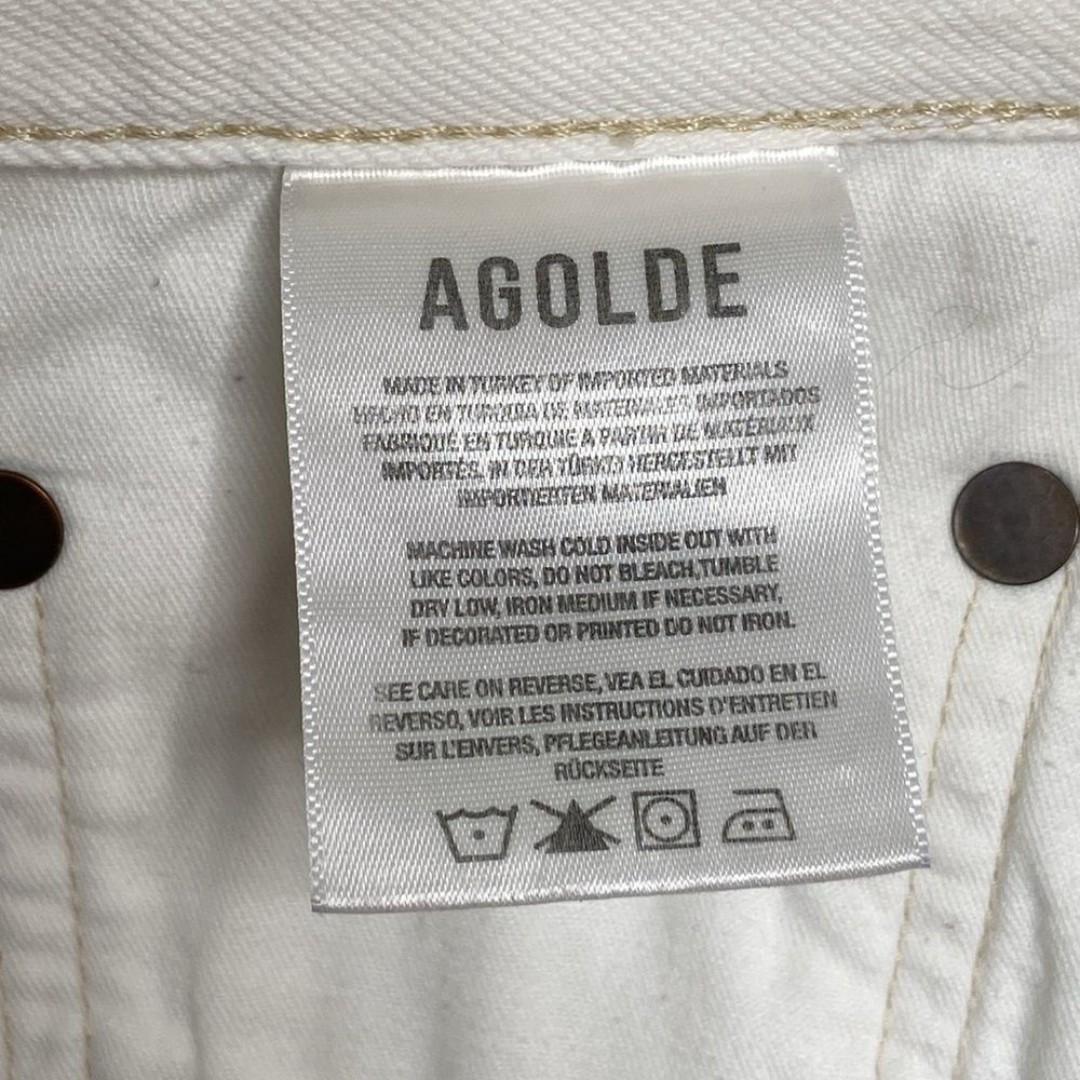 AGOLDE
MADE IN TURKEY OF IMPORTED MATERIALS
HECHO EN TURQUIA DE MATERIALES IMPORTADOS
FABRIQUE EN TURQUIE A PARTIR DE MATÉRIAUX
IMPORTES, IN DER TÜRKEI HERGESTELLT MIT
IMPORTIERTEN MATERIALIEN
MACHINE WASH COLD INSIDE OUT WITH
LIKE COLORS, DO NOT BLEACH, TUMBLE
DRY LOW, IRON MEDIUM IF NECESSARY,
IF DECORATED OR PRINTED DO NOT IRON.
SEE CARE ON REVERSE, VEA EL CUIDADO EN EL
REVERSO, VOIR LES INSTRUCTIONS D'ENTRETIEN
SUR L'ENVERS, PFLEGEANLEITUNG AUF DER
RÜCKSEITE